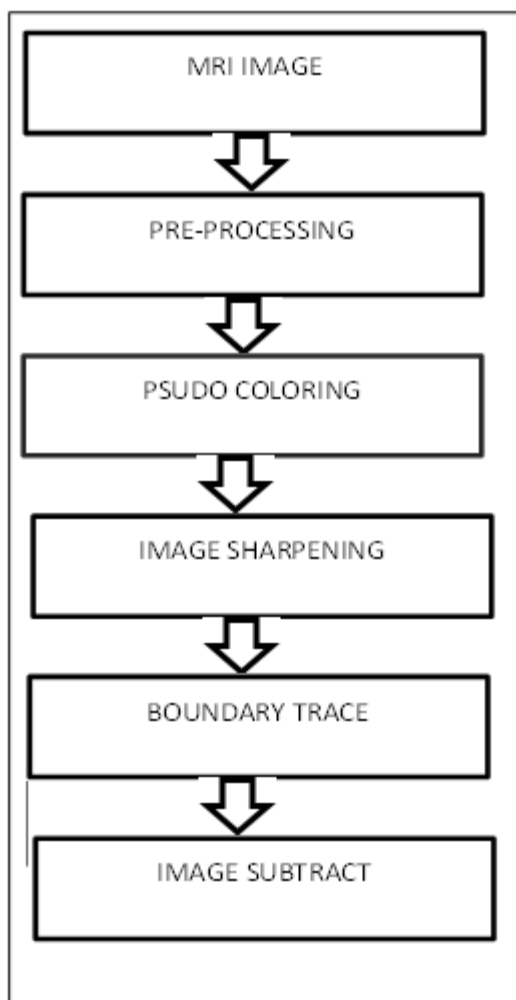 MRI IMAGE
PRE-PROCESSING
PSUDO COLORING
IMAGE SHARPENING
BOUNDARY TRACE
IMAGE SUBTRACT